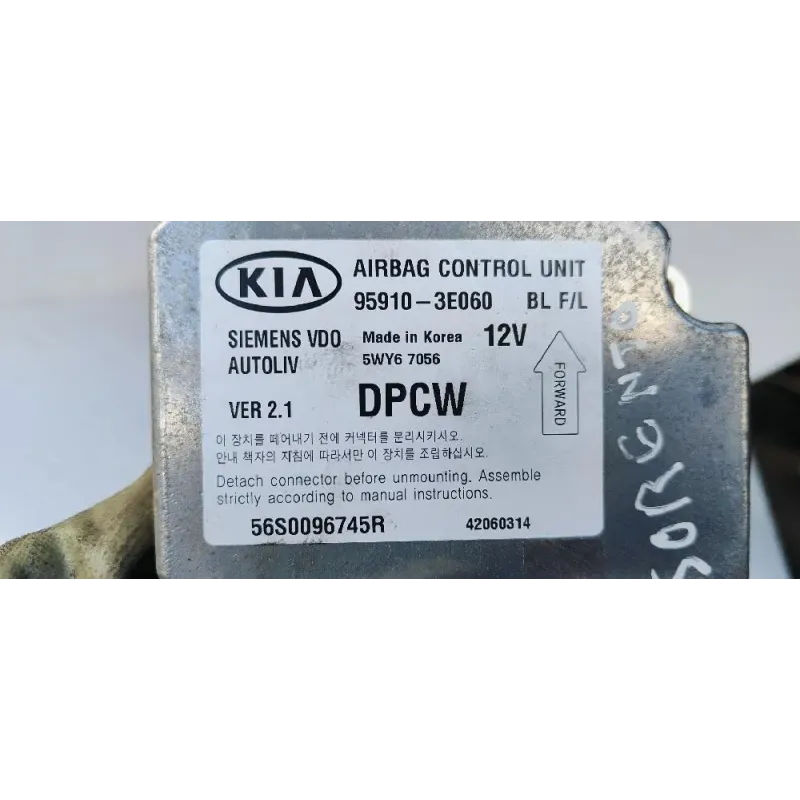 KIA
AIRBAG CONTROL UNIT
95910-3E060 BL F/L
SIEMENS VDO
AUTOLIV
Made in Korea
5WY6 7056
12V
FORWARD
VER 2.1
DPCW
이 장치를 떼어내기 전에 커넥터를 분리시키시오.
안내 책자의 지침에 따라서만 이 장치를 조립하십시오.
Detach connector before unmounting. Assemble
strictly according to manual instructions.
56S0096745R
42060314
SORENTO